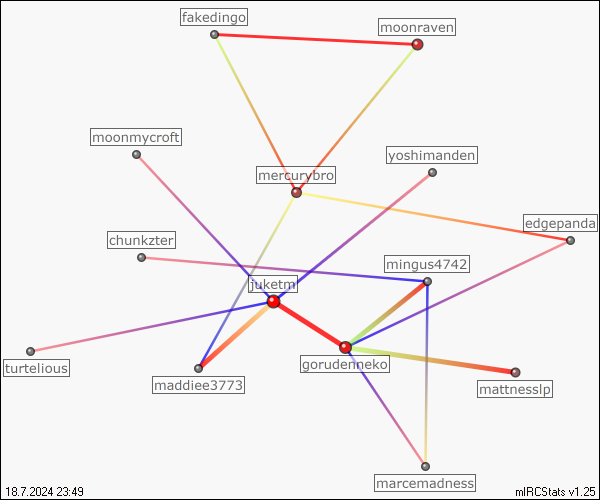 fakedingo
moonraven
moonmycroft
yoshimanden
mercurybro
edgepanda
chunkzter
mingus4742
juketm
gorudenneko
turtelious
maddiee3773
mattnesslp
marcemadness
18.7.2024 23:49
mIRCStats v1.25